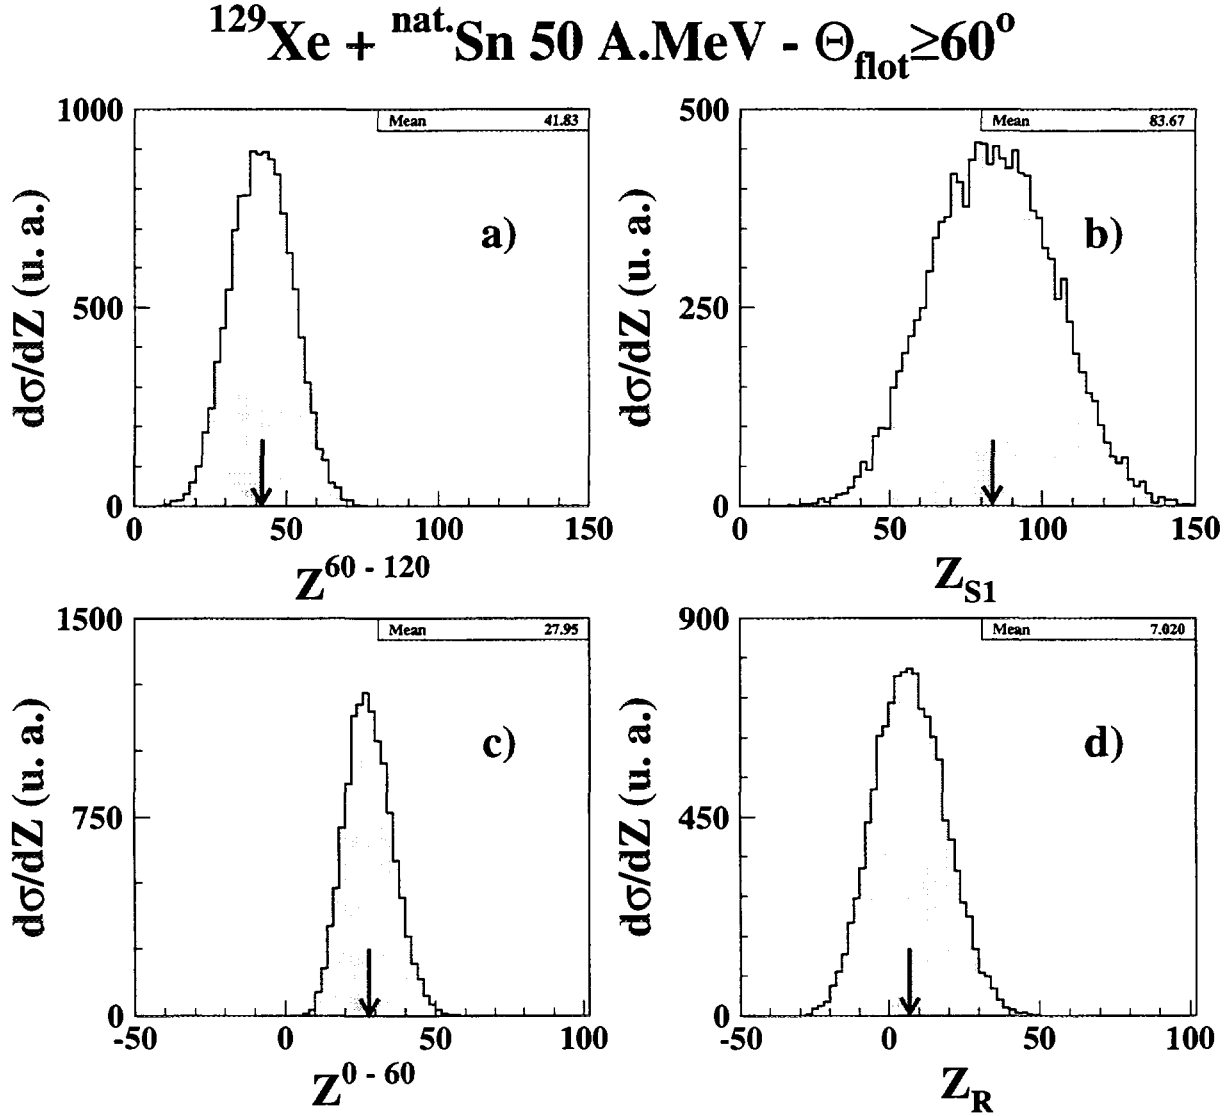 ¹²⁹Xe + ⁿᵃᵗ·Sn 50 A.MeV - Θflot≥60°
1000
500
0
dσ/dZ (u. a.)
Mean 41.83
a)
0 50 100 150
Z⁶⁰ ⁻ ¹²⁰
500
250
0
dσ/dZ (u. a.)
Mean 83.67
b)
0 50 100 150
Z_S1
1500
750
0
dσ/dZ (u. a.)
Mean 27.95
c)
-50 0 50 100
Z⁰ ⁻ ⁶⁰
900
450
0
dσ/dZ (u. a.)
Mean 7.020
d)
-50 0 50 100
Z_R